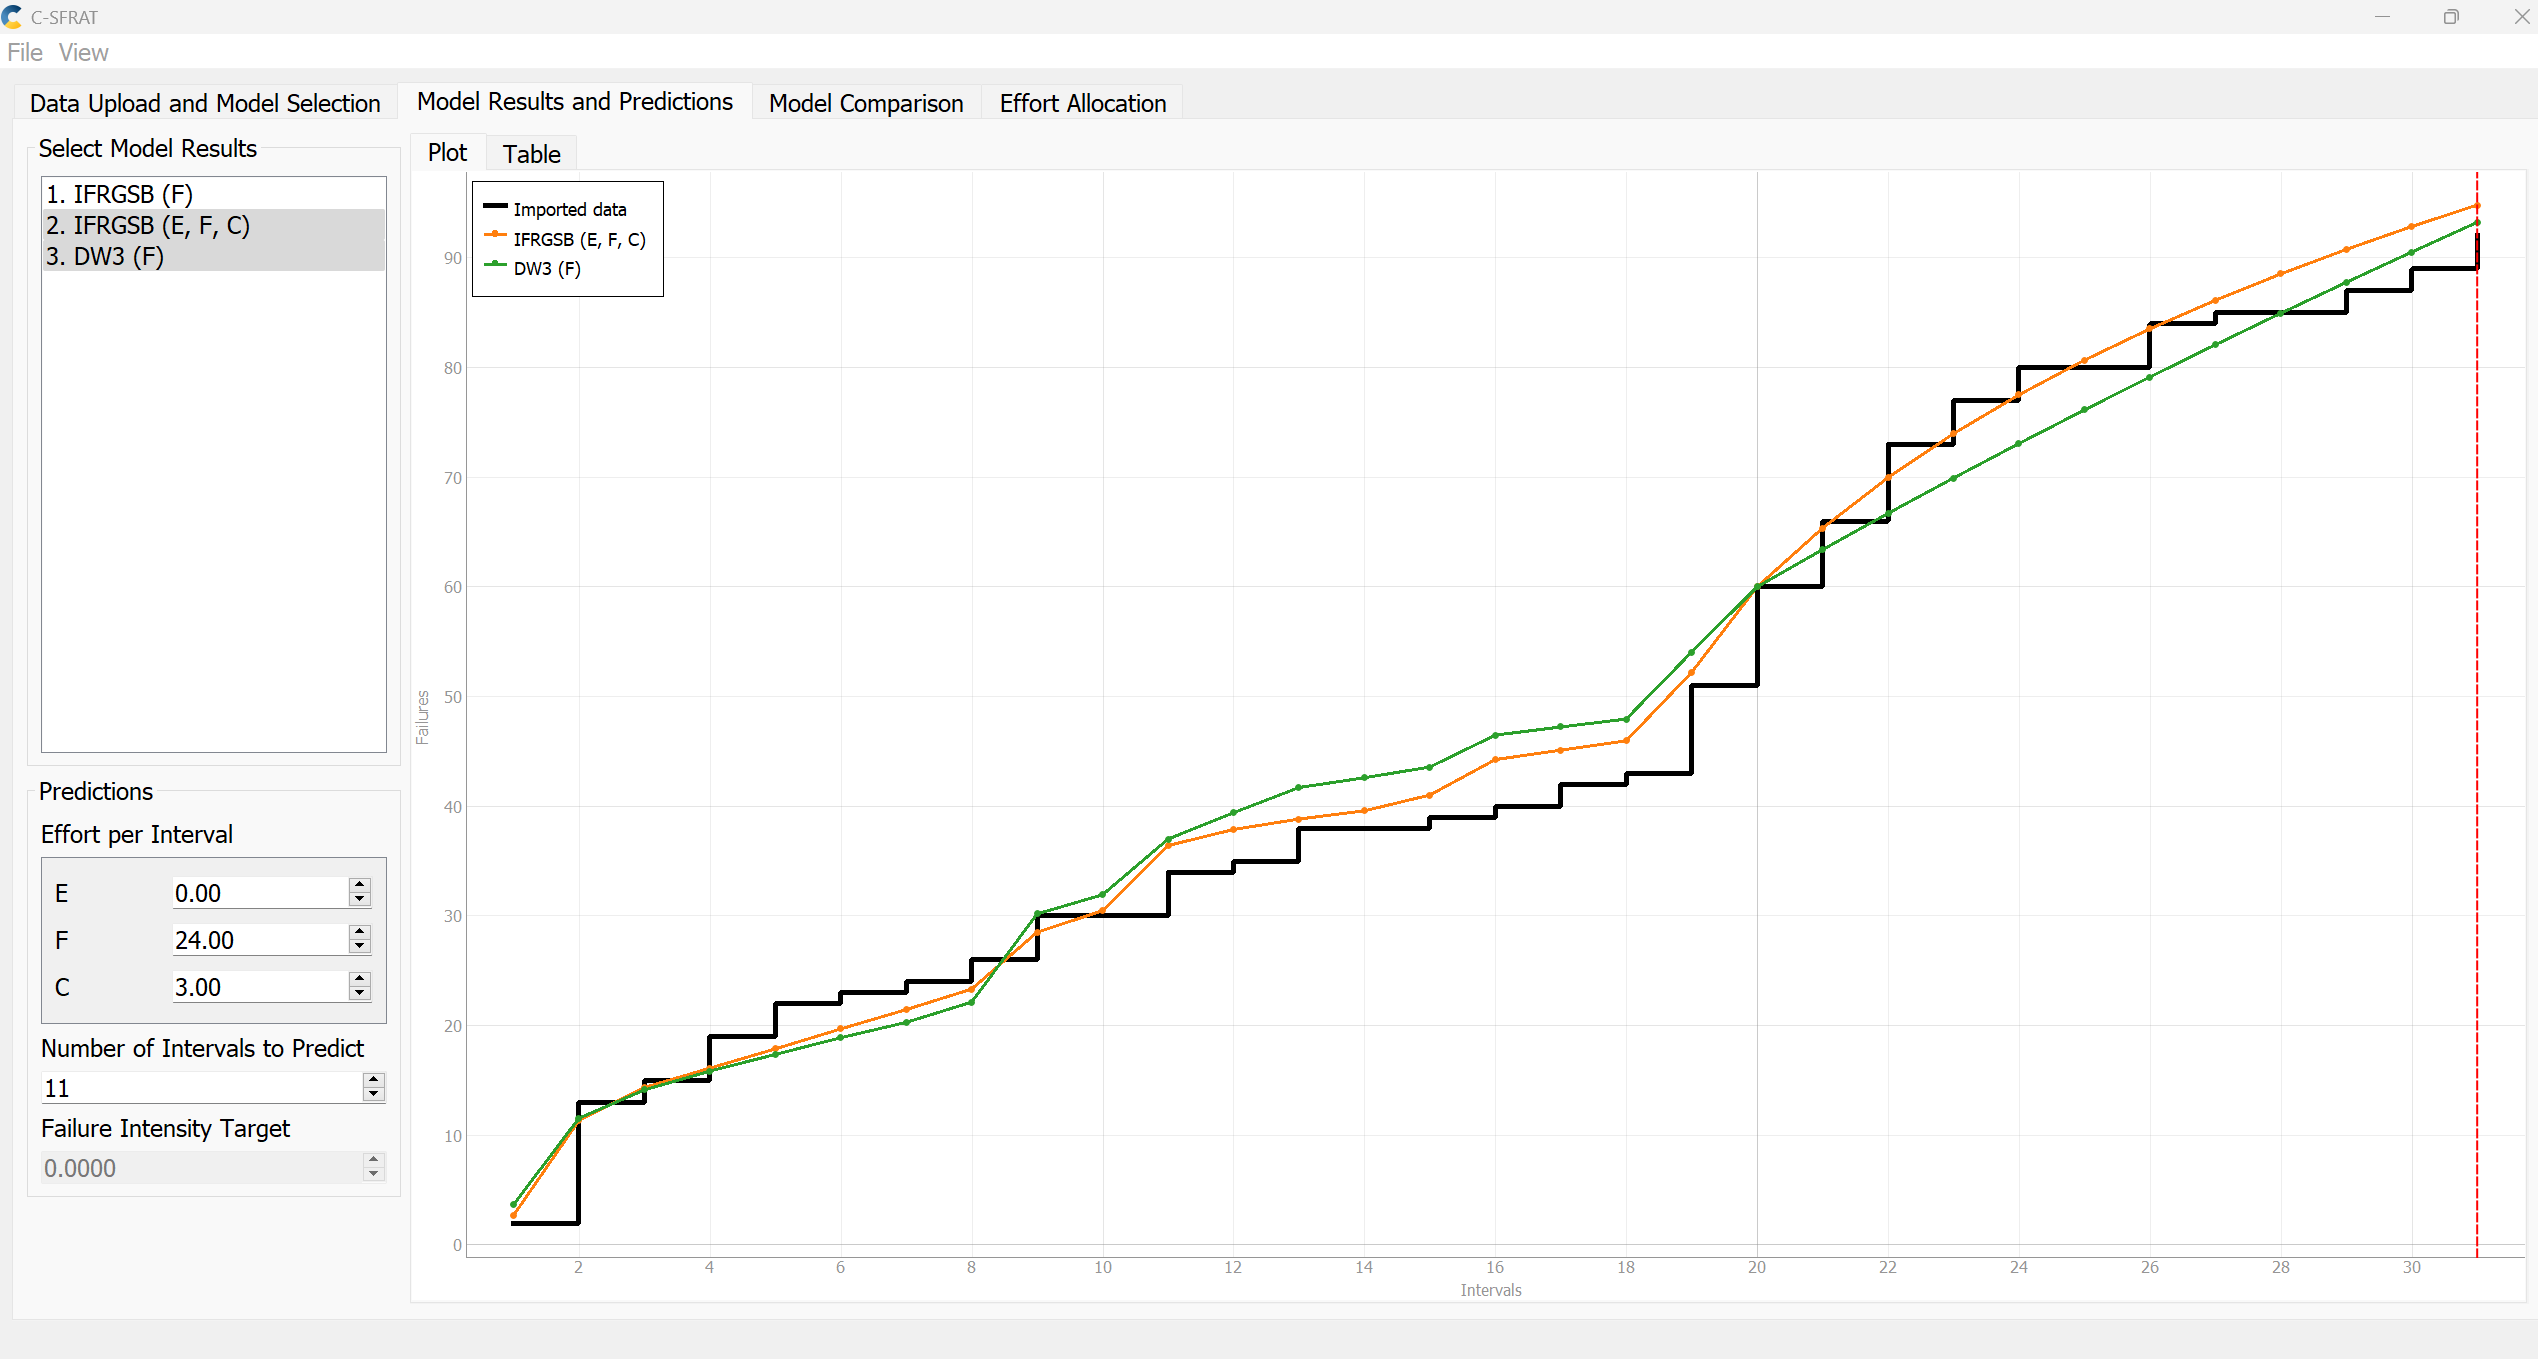 C-SFRAT
File View
Data Upload and Model Selection Model Results and Predictions Model Comparison Effort Allocation
Select Model Results
1. IFRGSB (F)
2. IFRGSB (E, F, C)
3. DW3 (F)
Predictions
Effort per Interval
E 0.00
F 24.00
C 3.00
Number of Intervals to Predict
11
Failure Intensity Target
0.0000
Plot Table
Imported data
IFRGSB (E, F, C)
DW3 (F)
90
80
70
60
50
40
30
20
10
0
Failures
2 4 6 8 10 12 14 16 18 20 22 24 26 28 30
Intervals